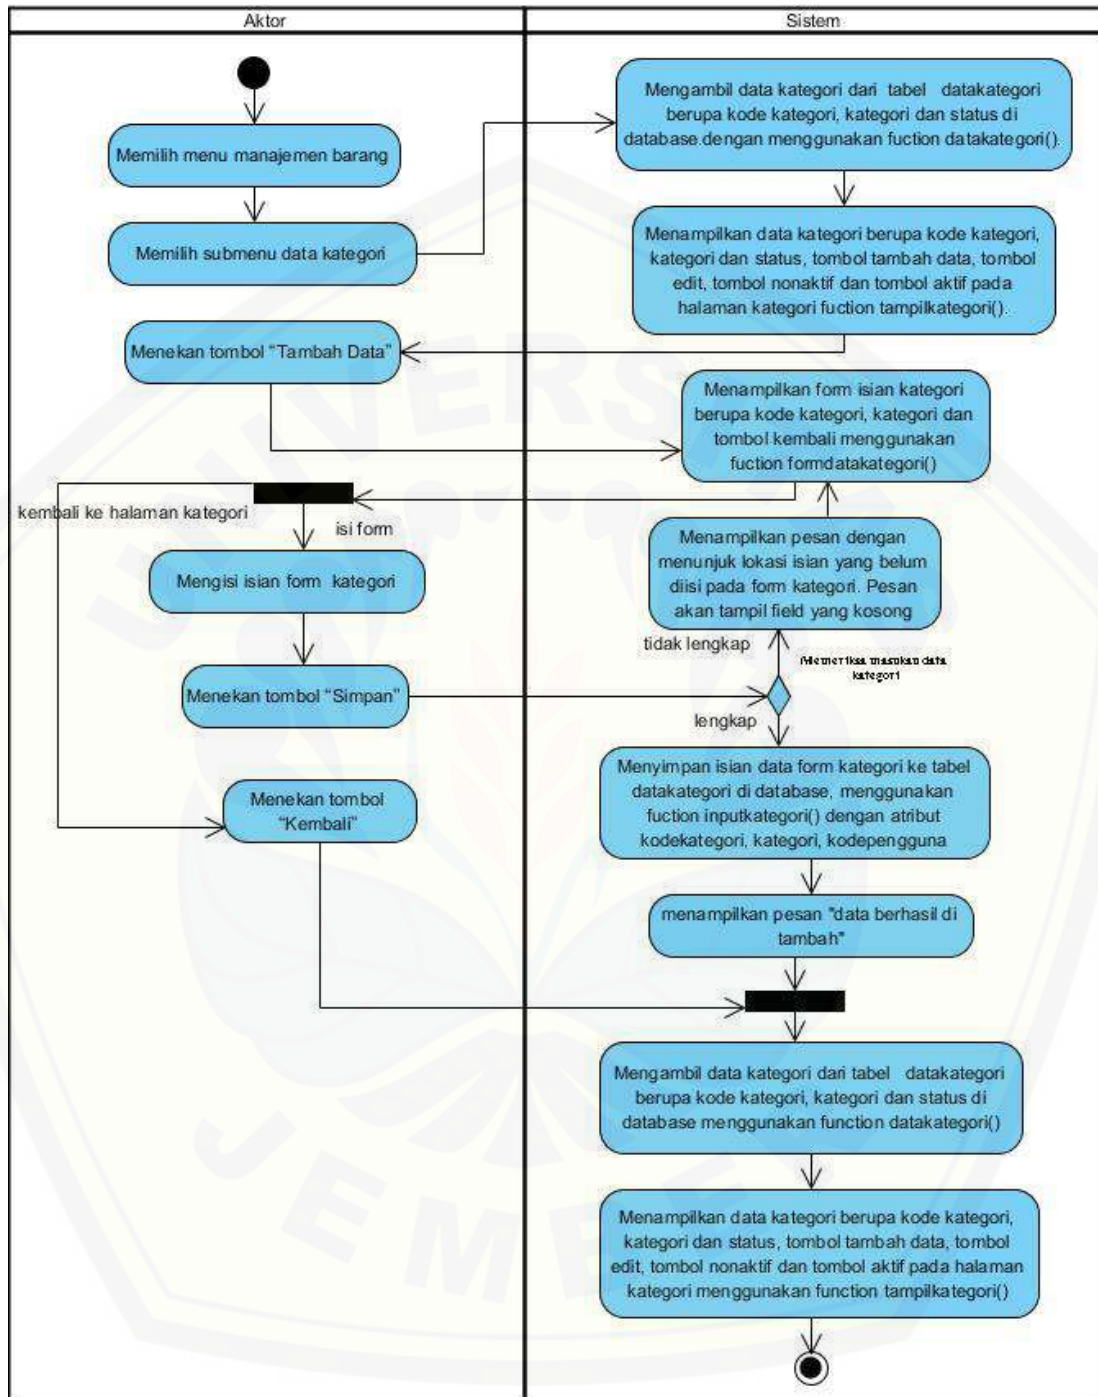 Aktor
Sistem
Memilih menu manajemen barang
Memilih submenu data kategori
Mengambil data kategori dari tabel datakategori
berupa kode kategori, kategori dan status di
database.dengan menggunakan fuction datakategori().
Menampilkan data kategori berupa kode kategori,
kategori dan status, tombol tambah data, tombol
edit, tombol nonaktif dan tombol aktif pada
halaman kategori fuction tampilkategori().
Menekan tombol “Tambah Data”
Menampilkan form isian kategori
berupa kode kategori, kategori dan
tombol kembali menggunakan
fuction formdatakategori()
kembali ke halaman kategori
isi form
Mengisi isian form kategori
Menekan tombol “Simpan”
Menampilkan pesan dengan
menunjuk lokasi isian yang belum
diisi pada form kategori. Pesan
akan tampil field yang kosong
tidak lengkap
Memeriksa masukan data
kategori
lengkap
Menyimpan isian data form kategori ke tabel
datakategori di database, menggunakan
fuction inputkategori() dengan atribut
kodekategori, kategori, kodepengguna
Menekan tombol
“Kembali”
menampilkan pesan "data berhasil di
tambah"
Mengambil data kategori dari tabel datakategori
berupa kode kategori, kategori dan status di
database menggunakan function datakategori()
Menampilkan data kategori berupa kode kategori,
kategori dan status, tombol tambah data, tombol
edit, tombol nonaktif dan tombol aktif pada halaman
kategori menggunakan function tampilkategori()
UNIVERSITAS
JEMBER